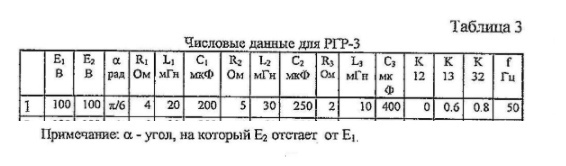 Таблица 3
Числовые данные для РГР-3
E₁ В E₂ В α рад R₁ Ом L₁ мГн C₁ мкФ R₂ Ом L₂ мГн C₂ мкФ R₃ Ом L₃ мГн C₃ мк Ф К 12 К 13 К 32 f Гц
1 100 100 π/6 4 20 200 5 30 250 2 10 400 0 0.6 0.8 50
Примечание: α - угол, на который E₂ отстает от E₁.